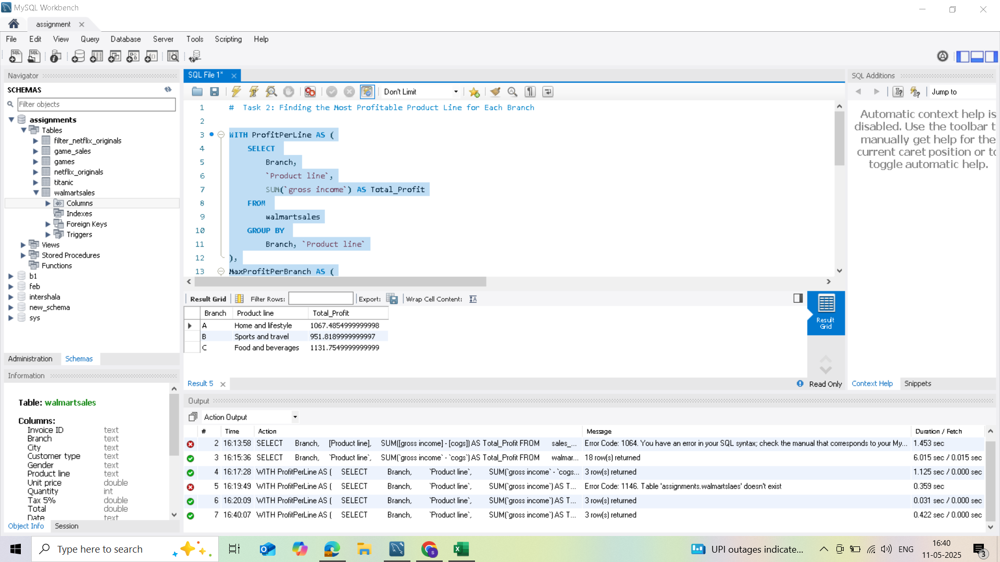 MySQL Workbench
assignment
File Edit View Query Database Server Tools Scripting Help
Navigator
SCHEMAS
Filter objects
assignments
Tables
filter_netflix_originals
game_sales
games
netflix_originals
titanic
walmartsales
Columns
Indexes
Foreign Keys
Triggers
Views
Stored Procedures
Functions
b1
feb
intershala
new_schema
sys
Administration Schemas
Information
Table: walmartsales
Columns:
Invoice ID text
Branch text
City text
Customer type text
Gender text
Product line text
Unit price double
Quantity int
Tax 5% double
Total double
Date text
Object Info Session
SQL File 1*
Don't Limit
1 # Task 2: Finding the Most Profitable Product Line for Each Branch
2
3 WITH ProfitPerLine AS (
4 SELECT
5 Branch,
6 `Product line`,
7 SUM(`gross income`) AS Total_Profit
8 FROM
9 walmartsales
10 GROUP BY
11 Branch, `Product line`
12 ),
13 MaxProfitPerBranch AS (
Result Grid Filter Rows: Export: Wrap Cell Content:
Branch Product line Total_Profit
A Home and lifestyle 1067.4854999999998
B Sports and travel 951.8189999999997
C Food and beverages 1131.7549999999999
Result Grid
Result 5
Read Only
SQL Additions
Jump to
Automatic context help is
disabled. Use the toolbar t
manually get help for the
current caret position or to
toggle automatic help.
Context Help Snippets
Output
Action Output
# Time Action Message Duration / Fetch
2 16:13:58 SELECT Branch, [Product line], SUM([gross income] - [cogs]) AS Total_Profit FROM sales_... Error Code: 1064. You have an error in your SQL syntax; check the manual that corresponds to your My... 1.453 sec
3 16:15:36 SELECT Branch, `Product line`, SUM(`gross income` - `cogs`) AS Total_Profit FROM walmar... 18 row(s) returned 6.015 sec / 0.015 sec
4 16:17:28 WITH ProfitPerLine AS ( SELECT Branch, `Product line`, SUM(`gross income` - `cogs... 3 row(s) returned 1.125 sec / 0.000 sec
5 16:19:49 WITH ProfitPerLine AS ( SELECT Branch, `Product line`, SUM(`gross income`) AS T... Error Code: 1146. Table 'assignments.walmartslaes' doesn't exist 0.359 sec
6 16:20:09 WITH ProfitPerLine AS ( SELECT Branch, `Product line`, SUM(`gross income`) AS T... 3 row(s) returned 0.031 sec / 0.000 sec
7 16:40:07 WITH ProfitPerLine AS ( SELECT Branch, `Product line`, SUM(`gross income`) AS T... 3 row(s) returned 0.422 sec / 0.000 sec
Type here to search
UPI outages indicate...
ENG
16:40
11-05-2025
3